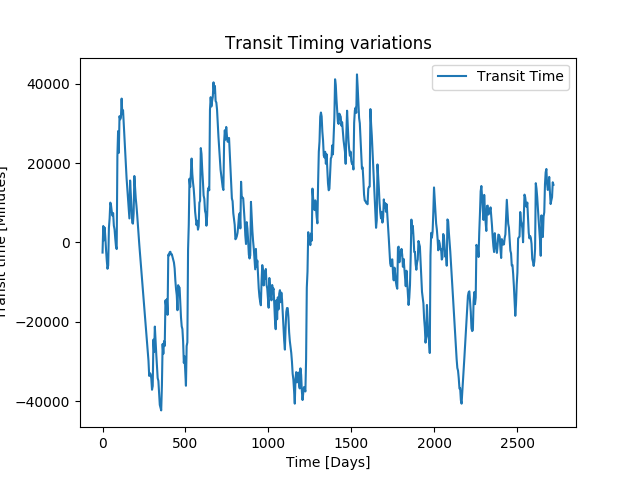 Transit Timing variations
Transit Time
40000
20000
0
−20000
−40000
Transit time [Minutes]
0
500
1000
1500
2000
2500
Time [Days]